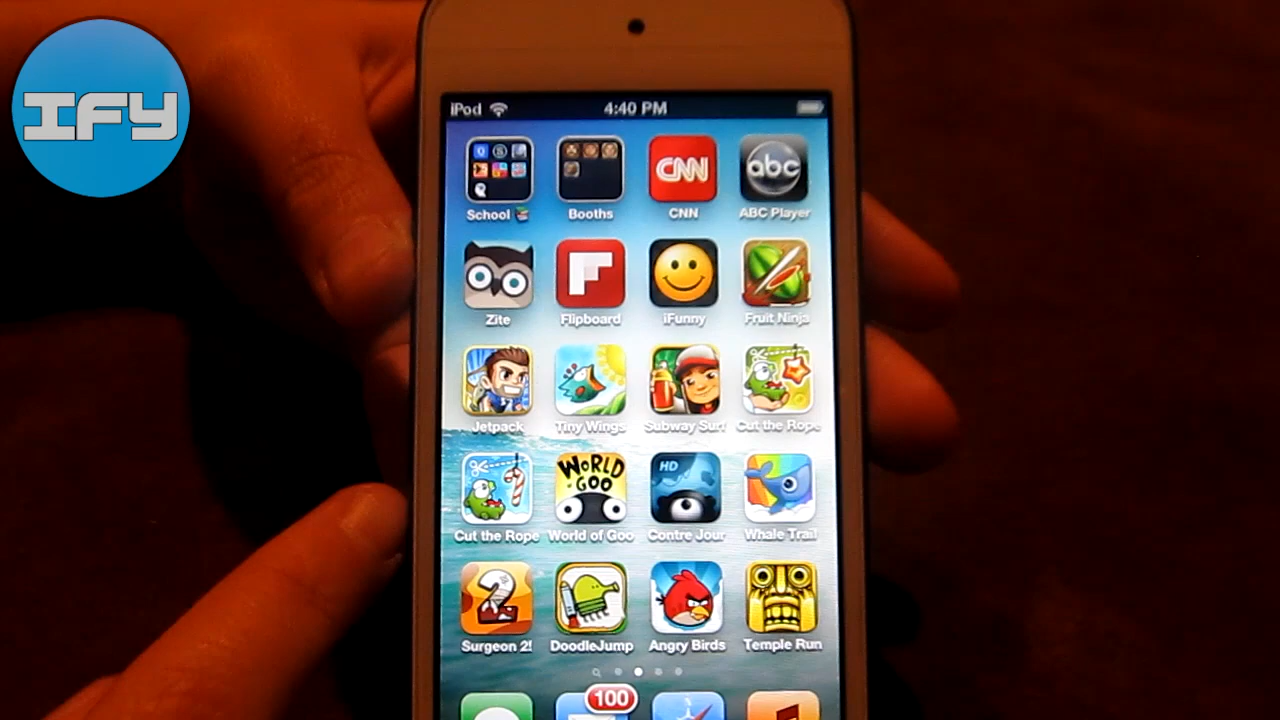 IFY
iPod 4:40 PM
CNN abc
School Booths CNN ABC Player
Zite Flipboard iFunny Fruit Ninja
Jetpack Tiny Wings Subway Surf Cut the Rope
WORLD OF GOO HD
Cut the Rope World of Goo Contre Jour Whale Trail
2
Surgeon 2! DoodleJump Angry Birds Temple Run
100